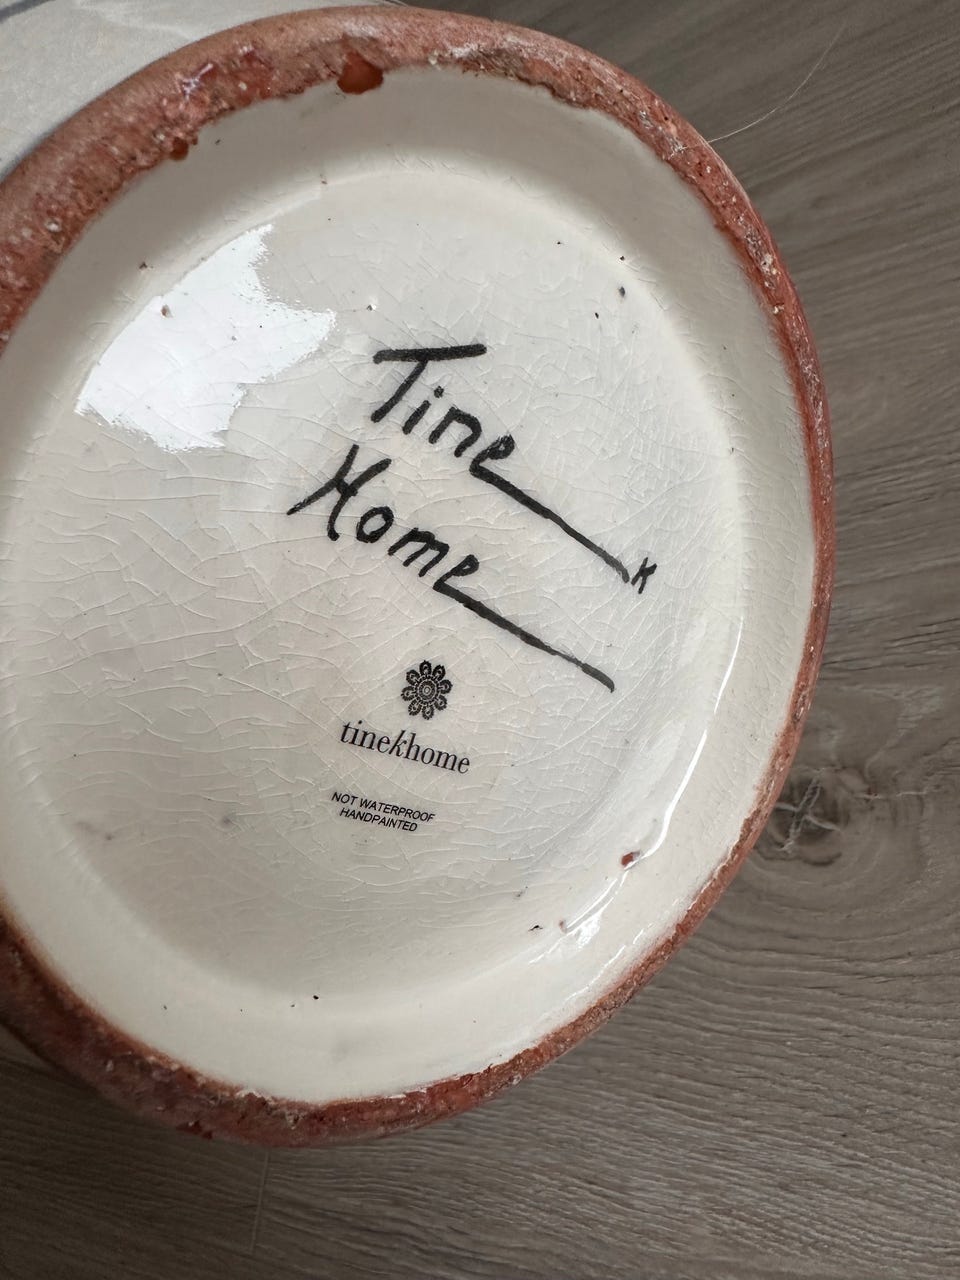 Tine K
Home
tinekhome
NOT WATERPROOF
HANDPAINTED